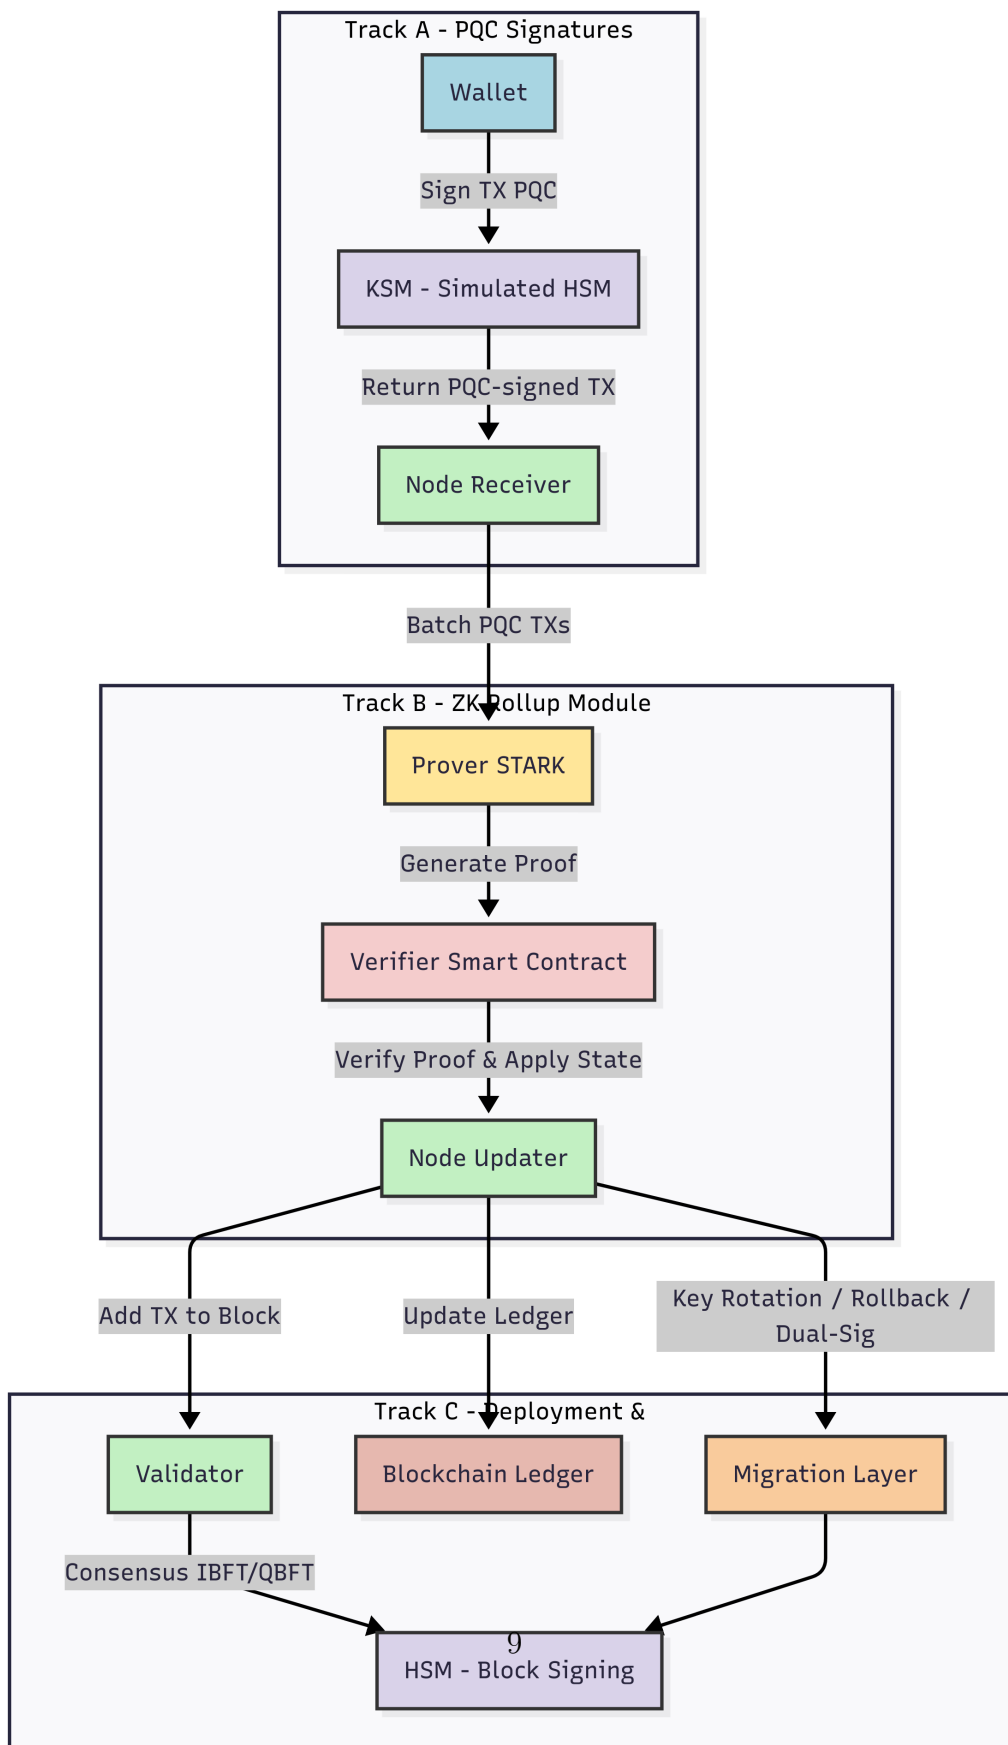 Track A - PQC Signatures
Wallet
Sign TX PQC
KSM - Simulated HSM
Return PQC-signed TX
Node Receiver
Batch PQC TXs
Track B - ZK Rollup Module
Prover STARK
Generate Proof
Verifier Smart Contract
Verify Proof & Apply State
Node Updater
Add TX to Block
Update Ledger
Key Rotation / Rollback /
Dual-Sig
Track C - Deployment &
Validator
Blockchain Ledger
Migration Layer
Consensus IBFT/QBFT
9
HSM - Block Signing